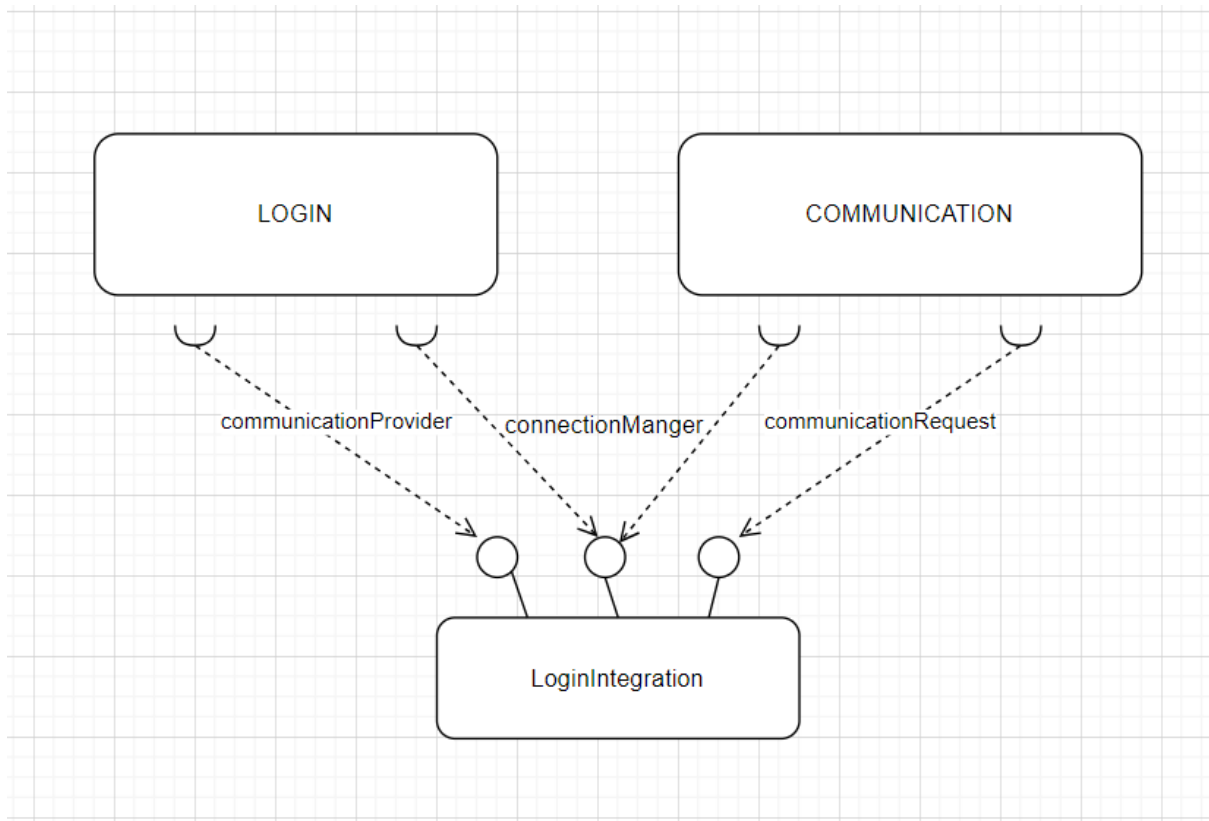 LOGIN
COMMUNICATION
communicationProvider
connectionManger
communicationRequest
LoginIntegration